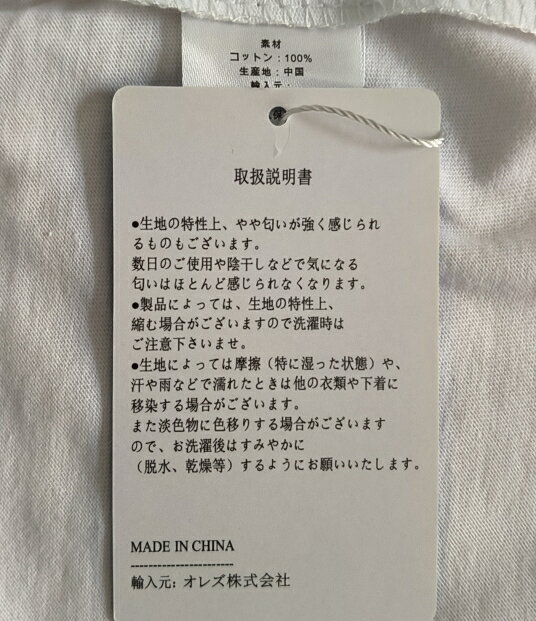 素材
コットン：100%
生産地：中国
輸入元：
取扱説明書
●生地の特性上、やや匂いが強く感じられ
るものもございます。
数日のご使用や陰干しなどで気になる
匂いはほとんど感じられなくなります。
●製品によっては、生地の特性上、
縮む場合がございますので洗濯時は
ご注意下さいませ。
●生地によっては摩擦（特に湿った状態）や、
汗や雨などで濡れたときは他の衣類や下着に
移染する場合がございます。
また淡色物に色移りする場合がございます
ので、お洗濯後はすみやかに
（脱水、乾燥等）するようにお願いいたします。
MADE IN CHINA
-----------------------
輸入元: オレズ株式会社